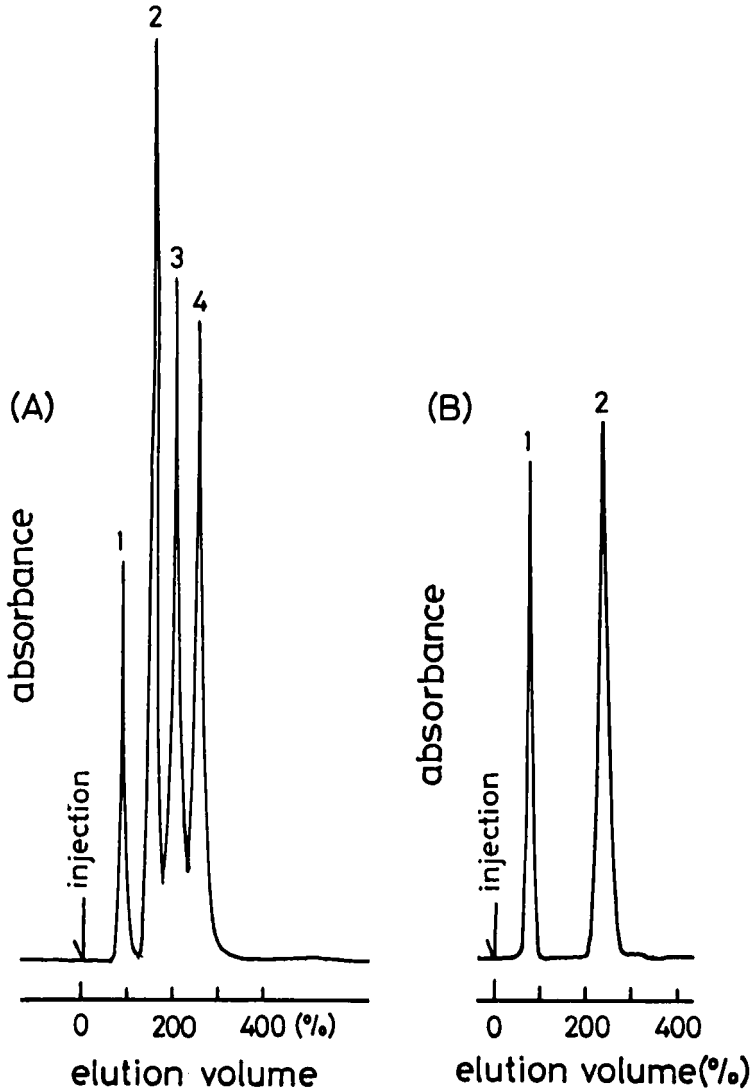 (A)
absorbance
injection
1
2
3
4
0 200 400 (%)
elution volume
(B)
absorbance
injection
1
2
0 200 400
elution volume(%)